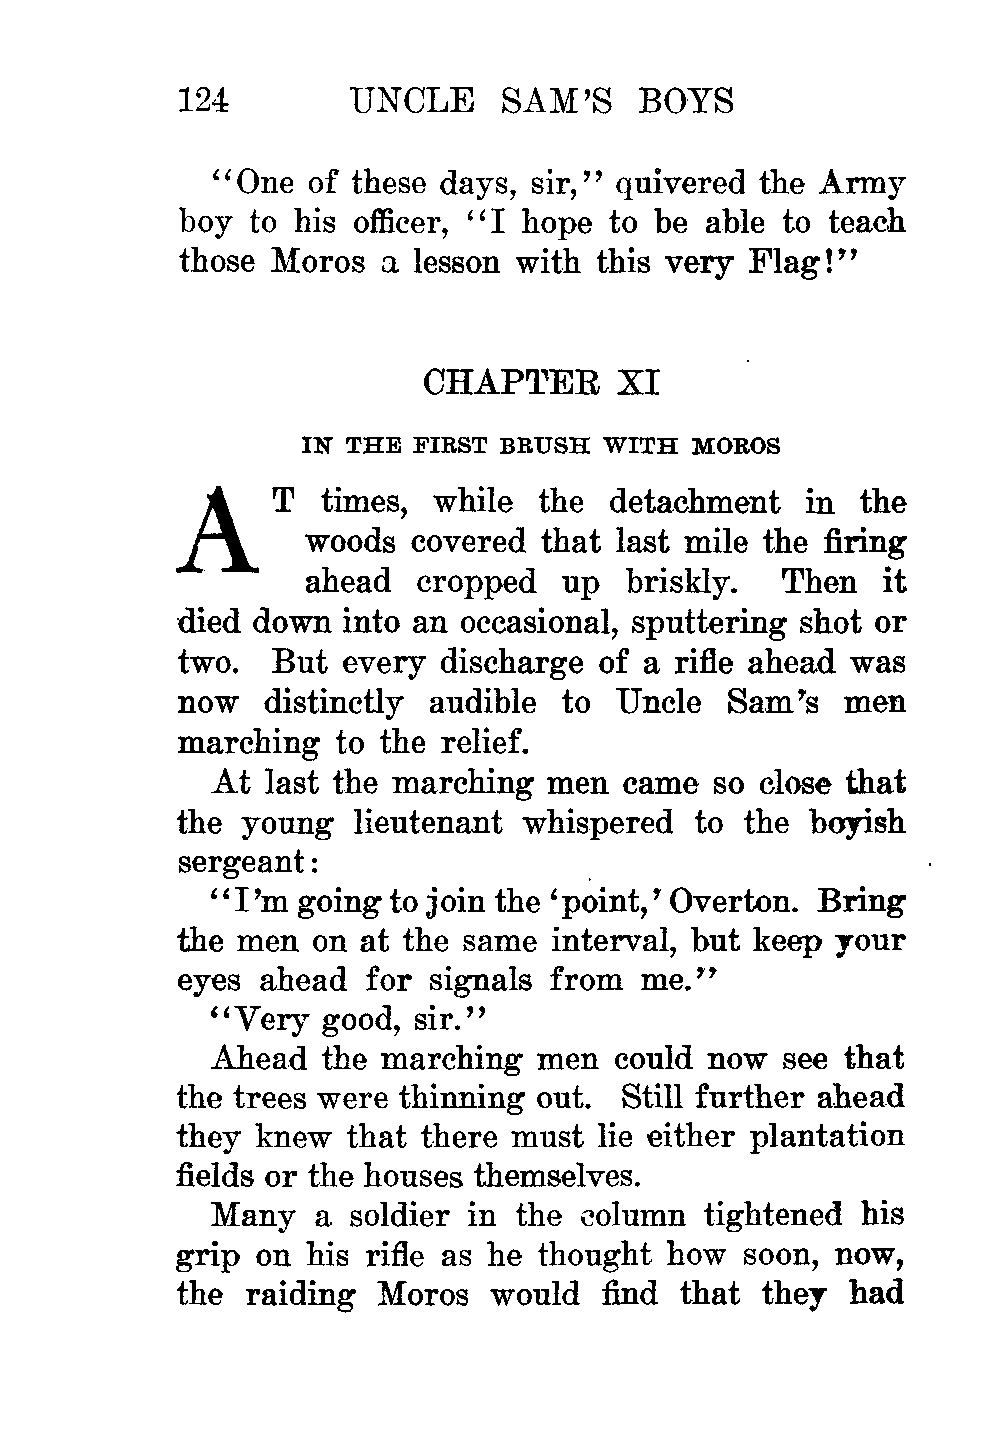 124 UNCLE SAM'S BOYS
"One of these days, sir," quivered the Army
boy to his officer, "I hope to be able to teach
those Moros a lesson with this very Flag!"
CHAPTER XI
IN THE FIRST BRUSH WITH MOROS
AT times, while the detachment in the
woods covered that last mile the firing
ahead cropped up briskly. Then it
died down into an occasional, sputtering shot or
two. But every discharge of a rifle ahead was
now distinctly audible to Uncle Sam's men
marching to the relief.
At last the marching men came so close that
the young lieutenant whispered to the boyish
sergeant:
"I'm going to join the 'point,' Overton. Bring
the men on at the same interval, but keep your
eyes ahead for signals from me."
"Very good, sir."
Ahead the marching men could now see that
the trees were thinning out. Still further ahead
they knew that there must lie either plantation
fields or the houses themselves.
Many a soldier in the column tightened his
grip on his rifle as he thought how soon, now,
the raiding Moros would find that they had